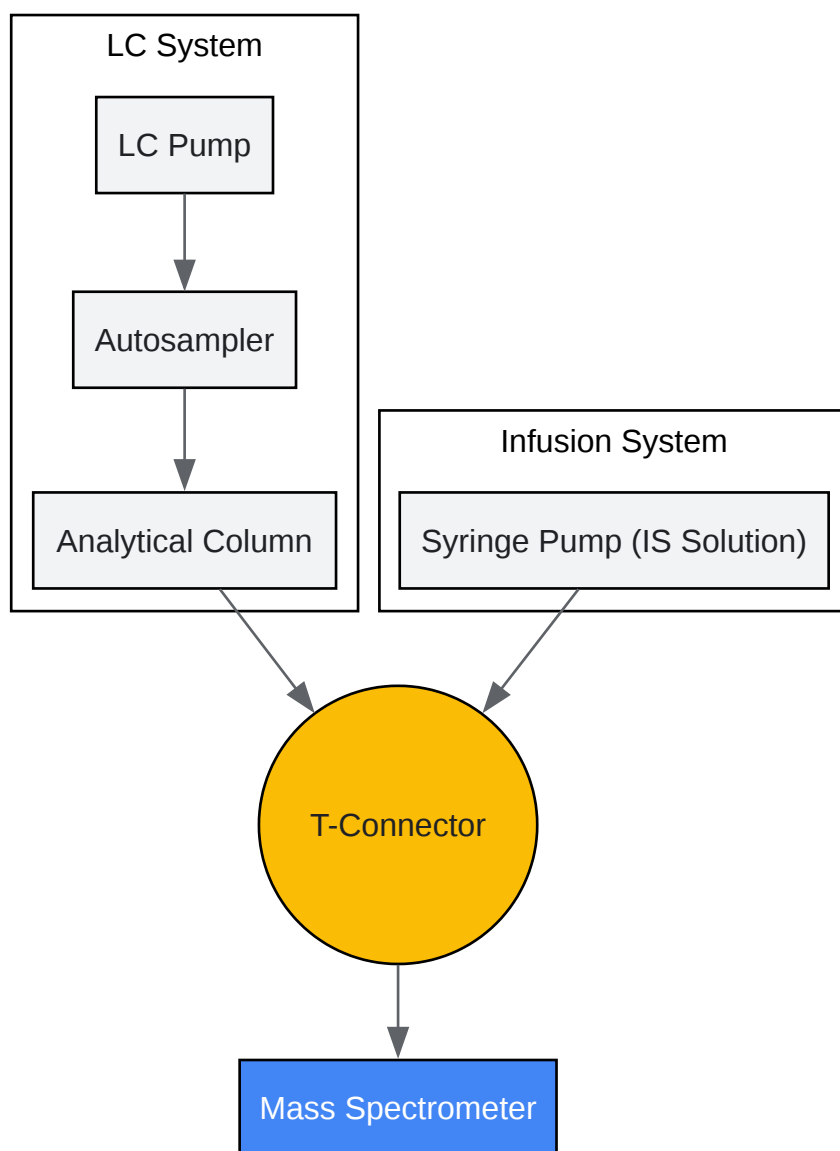 LC System
LC Pump
Autosampler
Analytical Column
Infusion System
Syringe Pump (IS Solution)
T-Connector
Mass Spectrometer